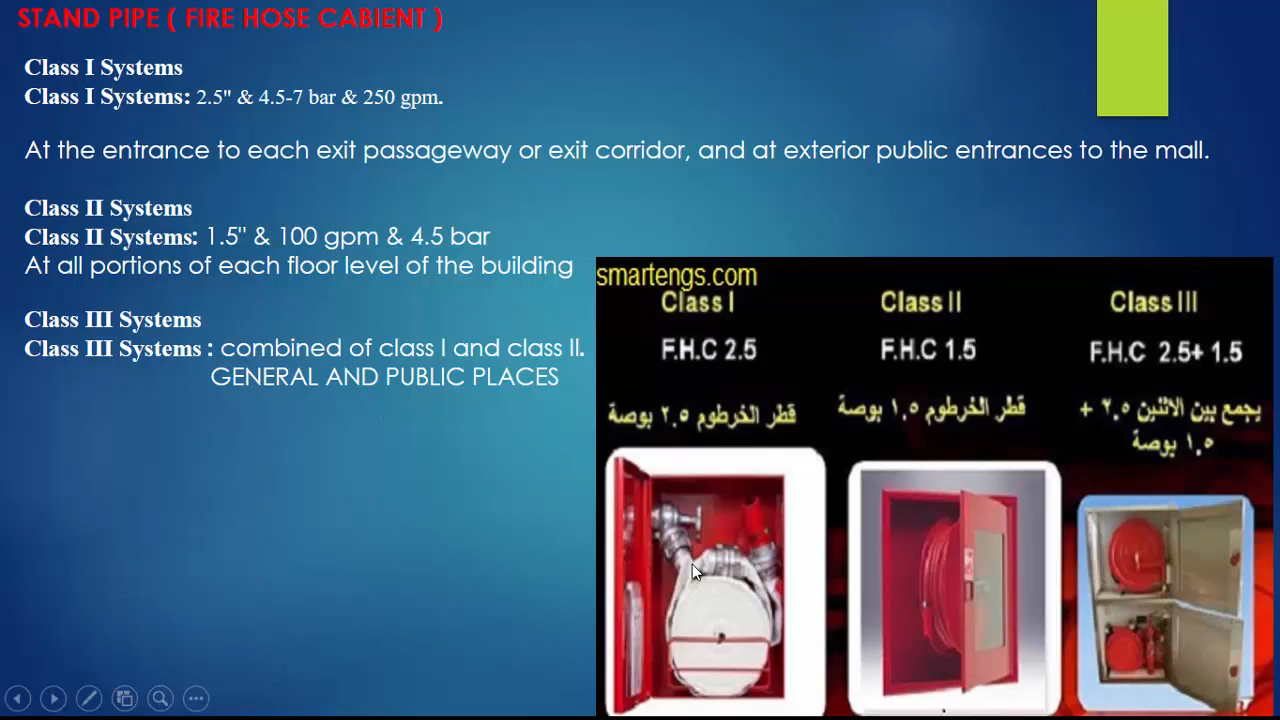 STAND PIPE ( FIRE HOSE CABIENT )
Class I Systems
Class I Systems: 2.5" & 4.5-7 bar & 250 gpm.
At the entrance to each exit passageway or exit corridor, and at exterior public entrances to the mall.
Class II Systems
Class II Systems: 1.5" & 100 gpm & 4.5 bar
At all portions of each floor level of the building
Class III Systems
Class III Systems : combined of class I and class II.
GENERAL AND PUBLIC PLACES
smartengs.com
Class I
F.H.C 2.5
قطر الخرطوم ٢.٥ بوصة
Class II
F.H.C 1.5
قطر الخرطوم ١.٥ بوصة
Class III
F.H.C 2.5+ 1.5
يجمع بين الاثنين ٢.٥ +
١.٥ بوصة